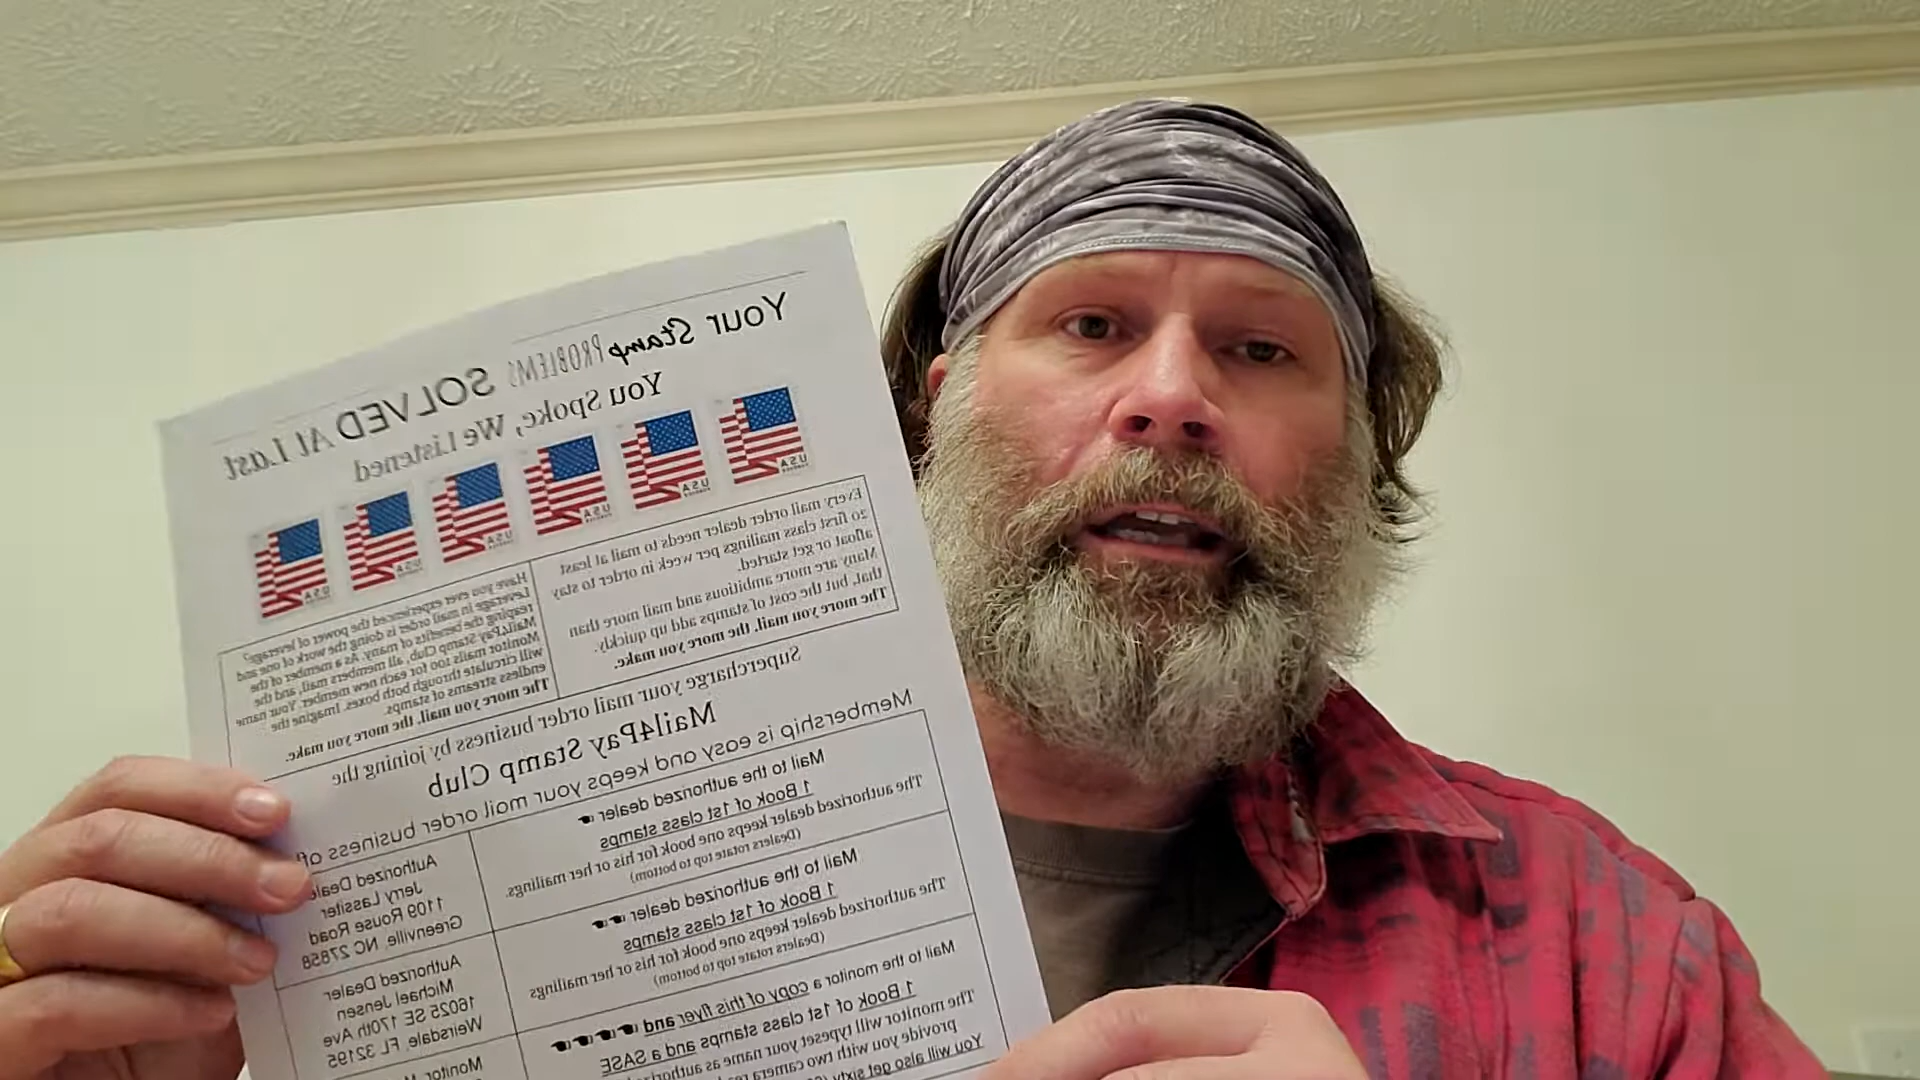 Your Stamp PROBLEMS SOLVED At Last
You Spoke, We Listened
USA
FOREVER
USA
FOREVER
USA
USA
USA
USA
Every mail order dealer needs to mail at least
20 first class mailings per week in order to stay
afloat or get started.
Many are more ambitious and mail more than
that, but the cost of stamps add up quickly.
The more you mail, the more you make.
Have you ever experienced the power of leverage?
Leverage in mail order is doing the work of one and
reaping the benefits of many. As a member of the
Mail4Pay Stamp Club, all members mail, and the
Monitor mails too for each new member. Your name
will circulate through both boxes. Imagine the
endless streams of stamps.
The more you mail, the more you make.
Supercharge your mail order business by joining the
Mail4Pay Stamp Club
Membership is easy and keeps your mail order business
Mail to the authorized dealer
1 Book of 1st class stamps
The authorized dealer keeps one book for his or her mailings.
(Dealers rotate top to bottom)
Authorized
Jerry Lassiter
1109 Rouse Road
Greenville, NC 27858
Mail to the authorized dealer
1 Book of 1st class stamps
The authorized dealer keeps one book for his or her mailings
(Dealers rotate top to bottom)
Authorized Dealer
Michael Jensen
16025 SE 170th Ave
Weirsdale, FL 32195
Mail to the monitor a copy of this flyer and
1 Book of 1st class stamps and a SASE
The monitor will typeset your name as authorized
provide you with two camera
You will also get sixty
Monitor